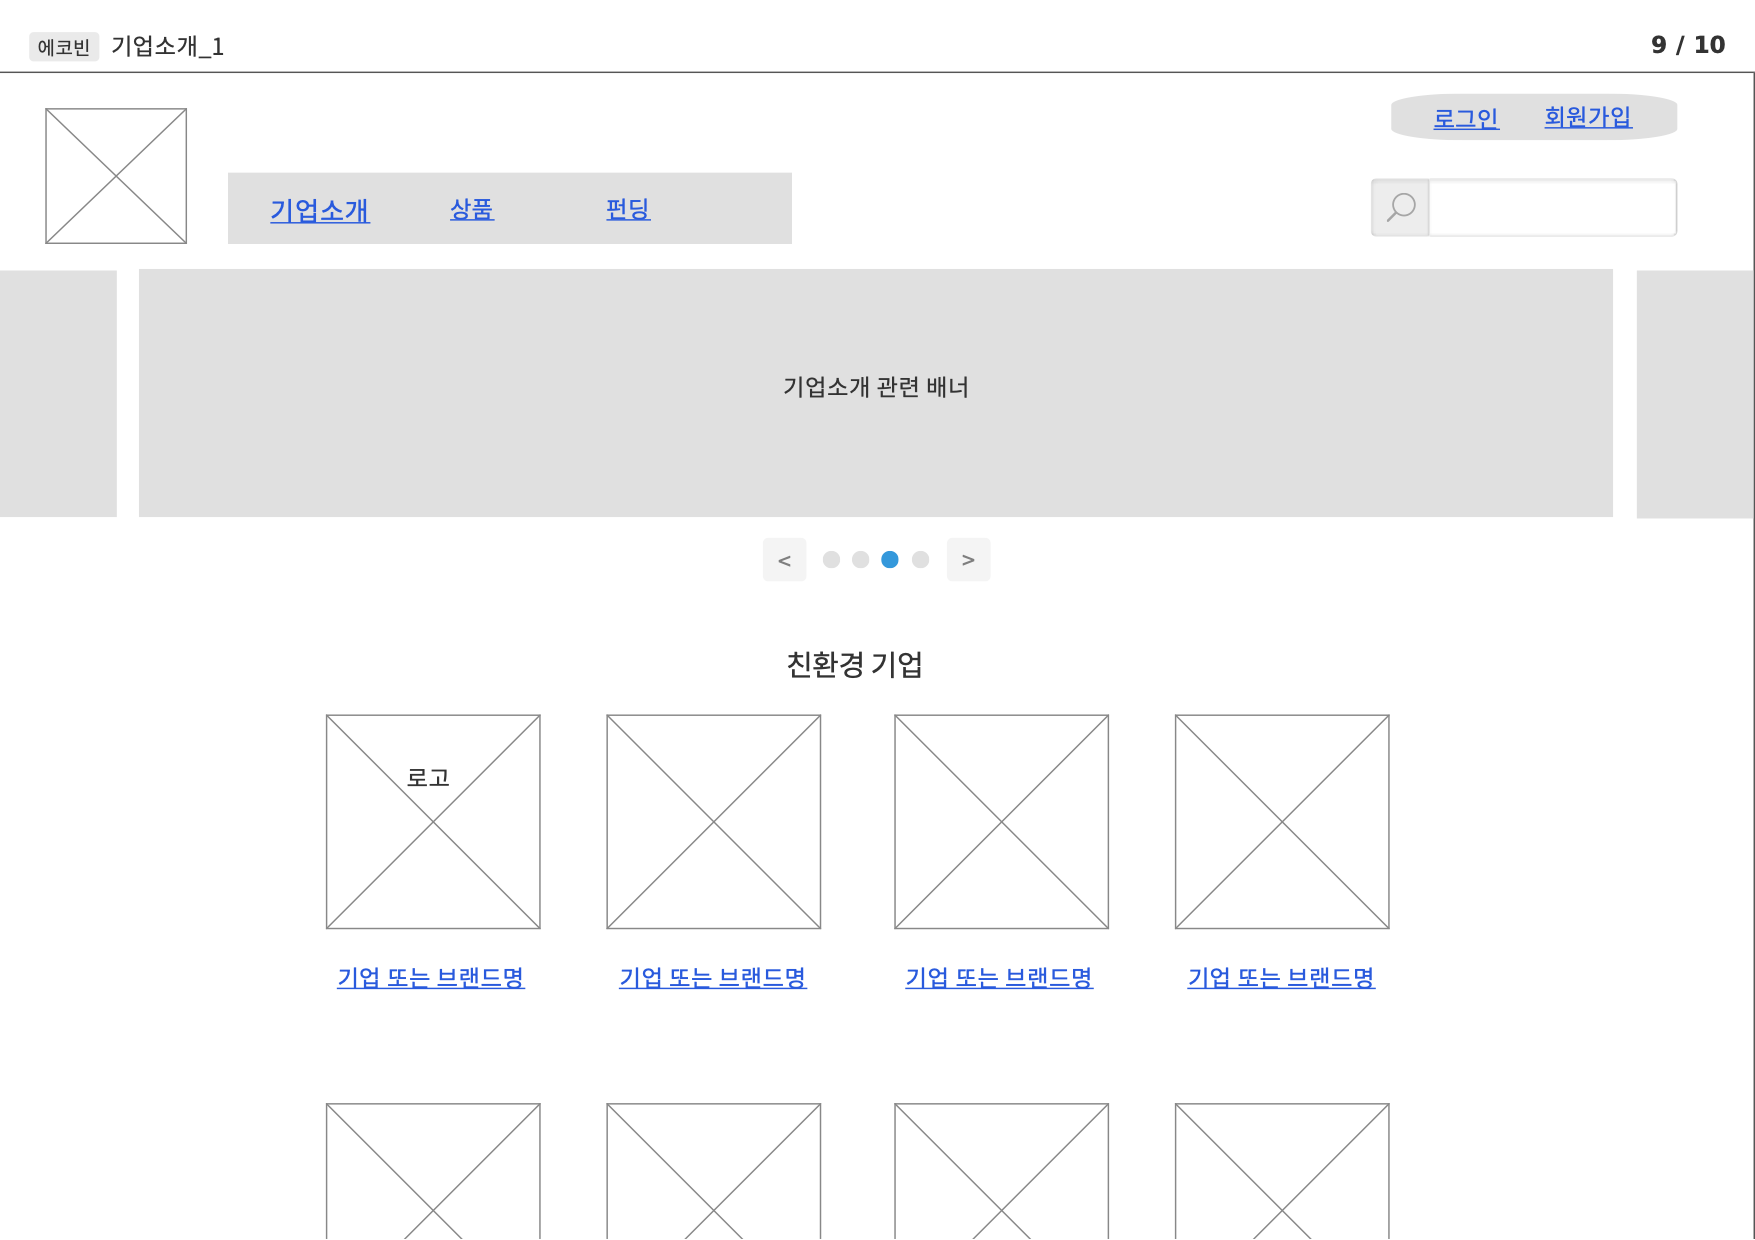 에코빈 기업소개_1 9 / 10
로그인 회원가입
기업소개 상품 펀딩
기업소개 관련 배너
< >
친환경 기업
로고
기업 또는 브랜드명 기업 또는 브랜드명 기업 또는 브랜드명 기업 또는 브랜드명